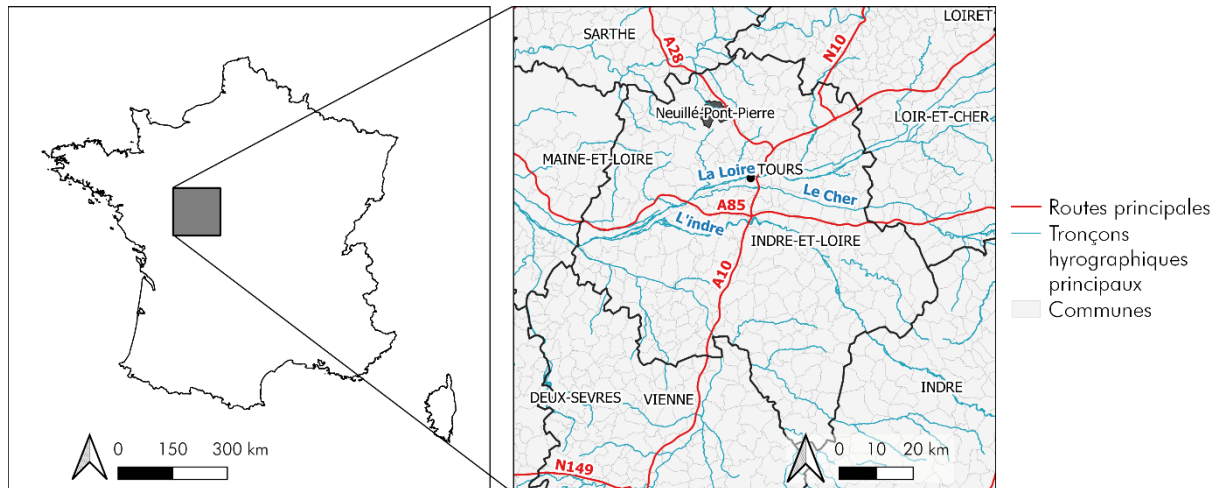 LOIRET
SARTHE
A28
N10
Neuillé-Pont-Pierre
LOIR-ET-CHER
MAINE-ET-LOIRE
La Loire
TOURS
Le Cher
A85
L'indre
INDRE-ET-LOIRE
A10
INDRE
DEUX-SEVRES
VIENNE
N149
0 150 300 km
0 10 20 km
Routes principales
Tronçons
hyrographiques
principaux
Communes